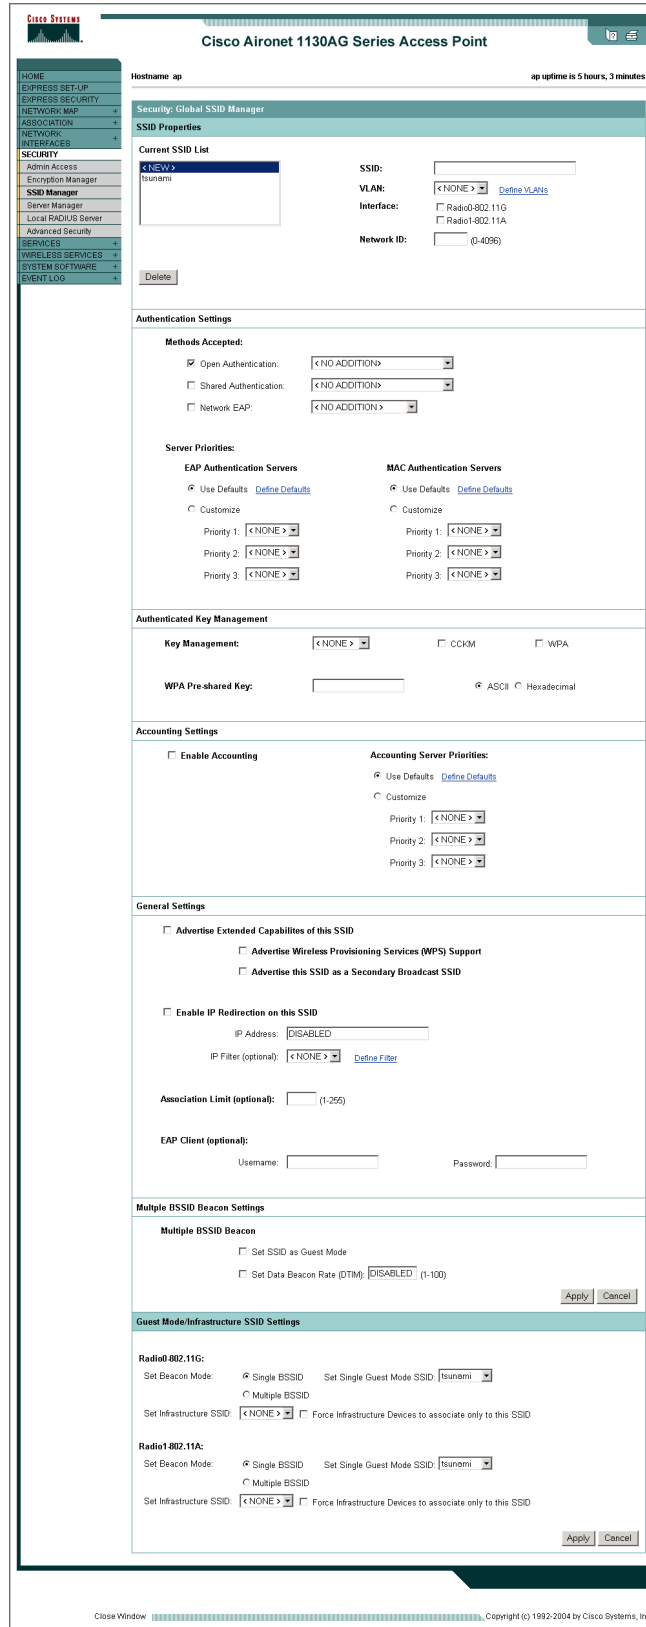 CISCO SYSTEMS
Cisco Aironet 1130AG Series Access Point
HOME
EXPRESS SET-UP
EXPRESS SECURITY
NETWORK MAP +
ASSOCIATION +
NETWORK
INTERFACES +
SECURITY
Admin Access
Encryption Manager
SSID Manager
Server Manager
Local RADIUS Server
Advanced Security
SERVICES +
WIRELESS SERVICES +
SYSTEM SOFTWARE +
EVENT LOG +
Hostname ap ap uptime is 5 hours, 3 minutes
Security: Global SSID Manager
SSID Properties
Current SSID List
< NEW >
tsunami
SSID:
VLAN: < NONE > Define VLANs
Interface: Radio0-802.11G
Radio1-802.11A
Network ID: (0-4096)
Delete
Authentication Settings
Methods Accepted:
Open Authentication: < NO ADDITION>
Shared Authentication: < NO ADDITION>
Network EAP: < NO ADDITION >
Server Priorities:
EAP Authentication Servers MAC Authentication Servers
Use Defaults Define Defaults Use Defaults Define Defaults
Customize Customize
Priority 1: < NONE > Priority 1: < NONE >
Priority 2: < NONE > Priority 2: < NONE >
Priority 3: < NONE > Priority 3: < NONE >
Authenticated Key Management
Key Management: < NONE > CCKM WPA
WPA Pre-shared Key: ASCII Hexadecimal
Accounting Settings
Enable Accounting Accounting Server Priorities:
Use Defaults Define Defaults
Customize
Priority 1: < NONE >
Priority 2: < NONE >
Priority 3: < NONE >
General Settings
Advertise Extended Capabilites of this SSID
Advertise Wireless Provisioning Services (WPS) Support
Advertise this SSID as a Secondary Broadcast SSID
Enable IP Redirection on this SSID
IP Address: DISABLED
IP Filter (optional): < NONE > Define Filter
Association Limit (optional): (1-255)
EAP Client (optional):
Username: Password:
Multple BSSID Beacon Settings
Multiple BSSID Beacon
Set SSID as Guest Mode
Set Data Beacon Rate (DTIM): DISABLED (1-100)
Apply Cancel
Guest Mode/Infrastructure SSID Settings
Radio0-802.11G:
Set Beacon Mode: Single BSSID Set Single Guest Mode SSID: tsunami
Multiple BSSID
Set Infrastructure SSID: < NONE > Force Infrastructure Devices to associate only to this SSID
Radio1-802.11A:
Set Beacon Mode: Single BSSID Set Single Guest Mode SSID: tsunami
Multiple BSSID
Set Infrastructure SSID: < NONE > Force Infrastructure Devices to associate only to this SSID
Apply Cancel
Close Window Copyright (c) 1992-2004 by Cisco Systems, In